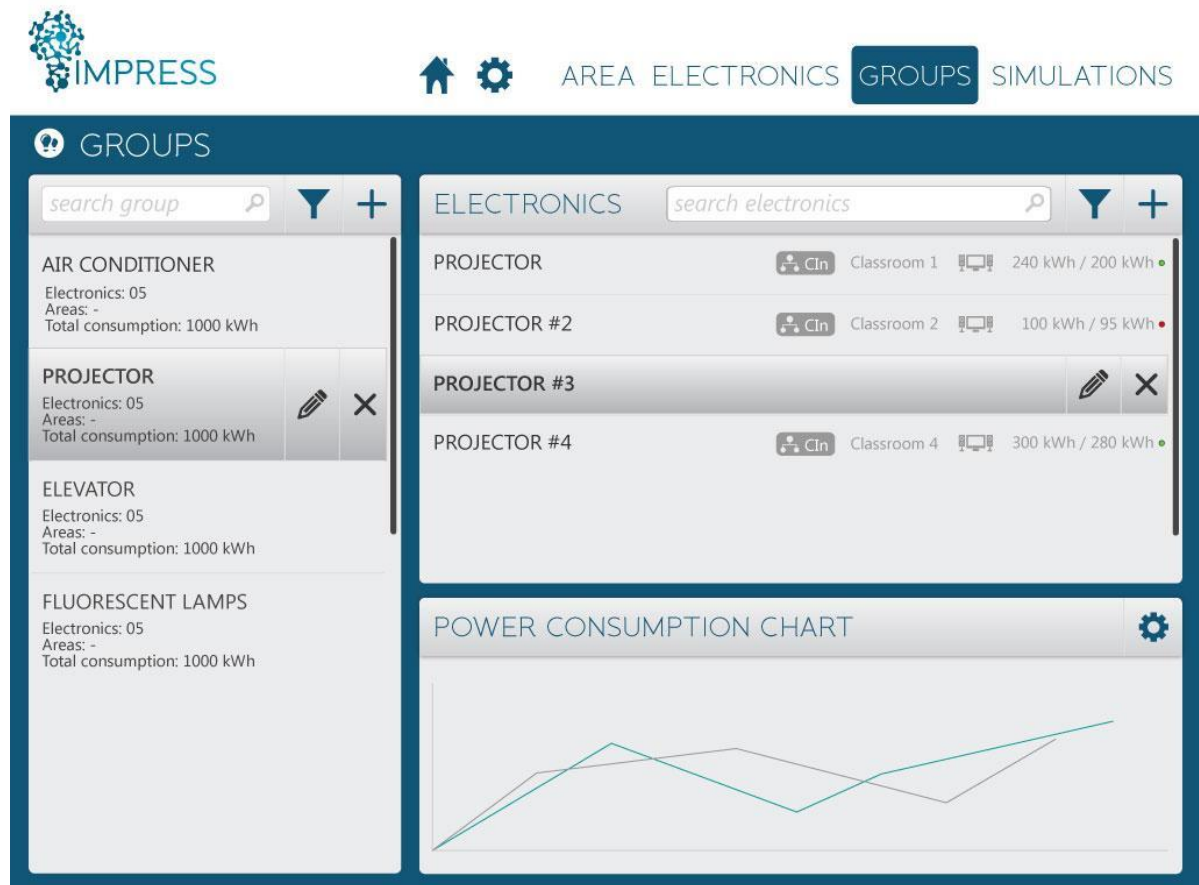 IMPRESS
AREA ELECTRONICS GROUPS SIMULATIONS
GROUPS
search group
AIR CONDITIONER
Electronics: 05
Areas: -
Total consumption: 1000 kWh
PROJECTOR
Electronics: 05
Areas: -
Total consumption: 1000 kWh
ELEVATOR
Electronics: 05
Areas: -
Total consumption: 1000 kWh
FLUORESCENT LAMPS
Electronics: 05
Areas: -
Total consumption: 1000 kWh
ELECTRONICS search electronics
PROJECTOR CIn Classroom 1 240 kWh / 200 kWh
PROJECTOR #2 CIn Classroom 2 100 kWh / 95 kWh
PROJECTOR #3
PROJECTOR #4 CIn Classroom 4 300 kWh / 280 kWh
POWER CONSUMPTION CHART